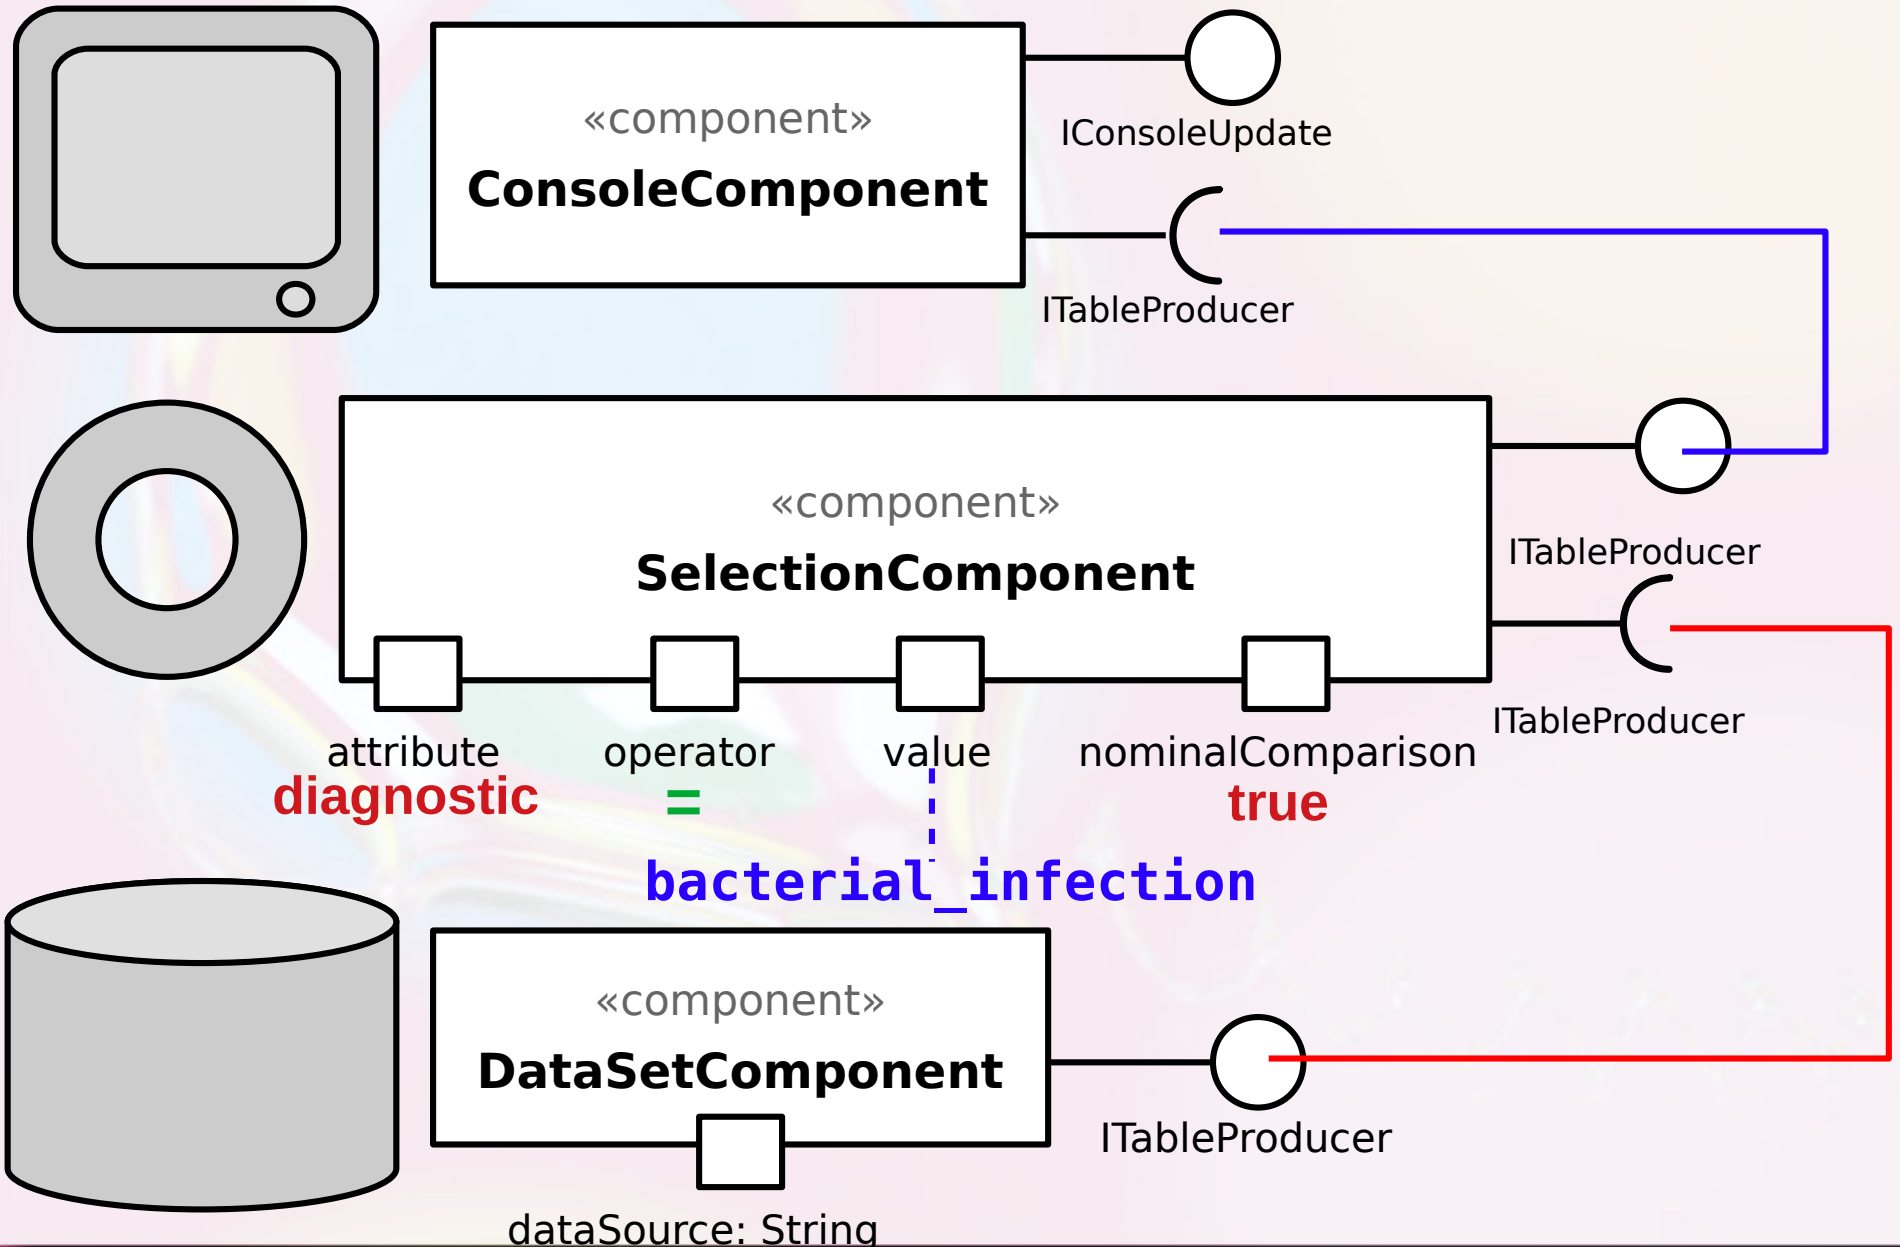 «component»
ConsoleComponent
IConsoleUpdate
ITableProducer
«component»
SelectionComponent
ITableProducer
ITableProducer
attribute operator value nominalComparison
diagnostic = true
bacterial_infection
«component»
DataSetComponent
ITableProducer
dataSource: String